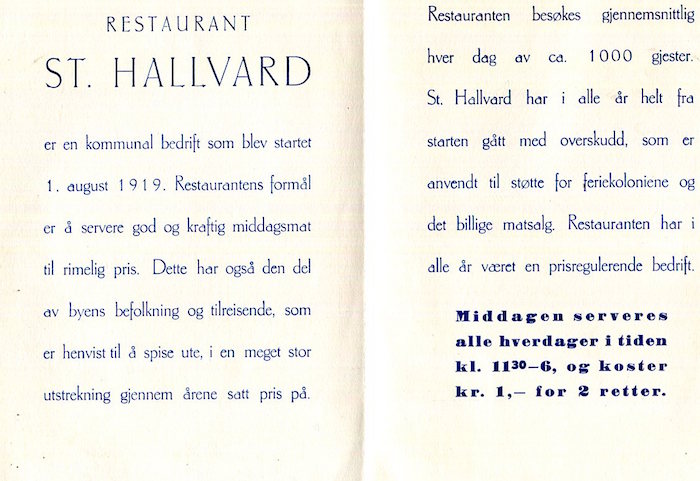 RESTAURANT
ST. HALLVARD
er en kommunal bedrift som blev startet
1. august 1919. Restaurantens formål
er å servere god og kraftig middagsmat
til rimelig pris. Dette har også den del
av byens befolkning og tilreisende, som
er henvist til å spise ute, i en meget stor
utstrekning gjennem årene satt pris på.
Restauranten besøkes gjennemsnittlig
hver dag av ca. 1000 gjester.
St. Hallvard har i alle år helt fra
starten gått med overskudd, som er
anvendt til støtte for feriekoloniene og
det billige matsalg. Restauranten har i
alle år været en prisregulerende bedrift.
Middagen serveres
alle hverdager i tiden
kl. 11³⁰–6, og koster
kr. 1,– for 2 retter.